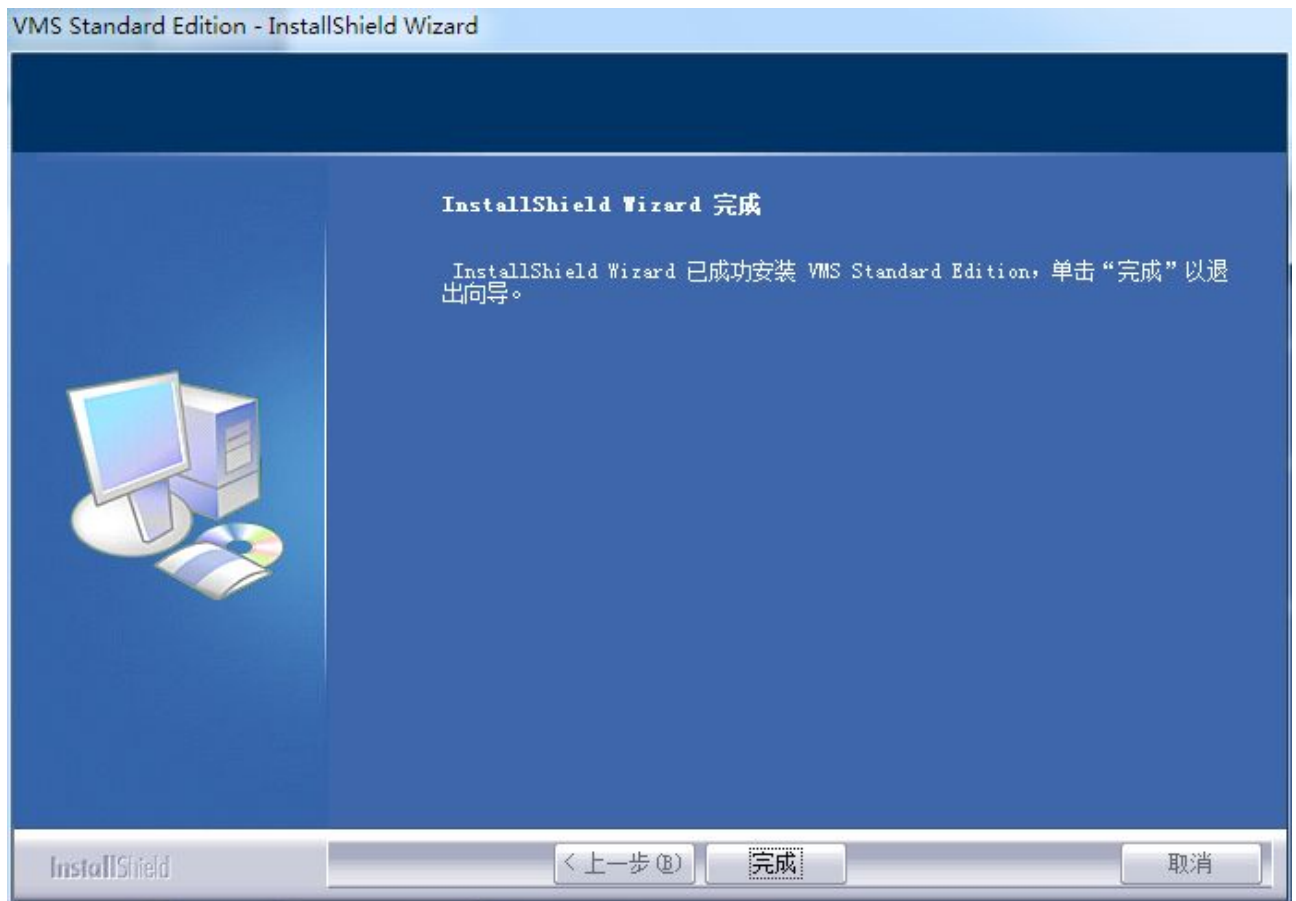 VMS Standard Edition - InstallShield Wizard
InstallShield Wizard 完成
InstallShield Wizard 已成功安装 VMS Standard Edition，单击“完成”以退
出向导。
InstallShield
< 上一步(B)
完成
取消